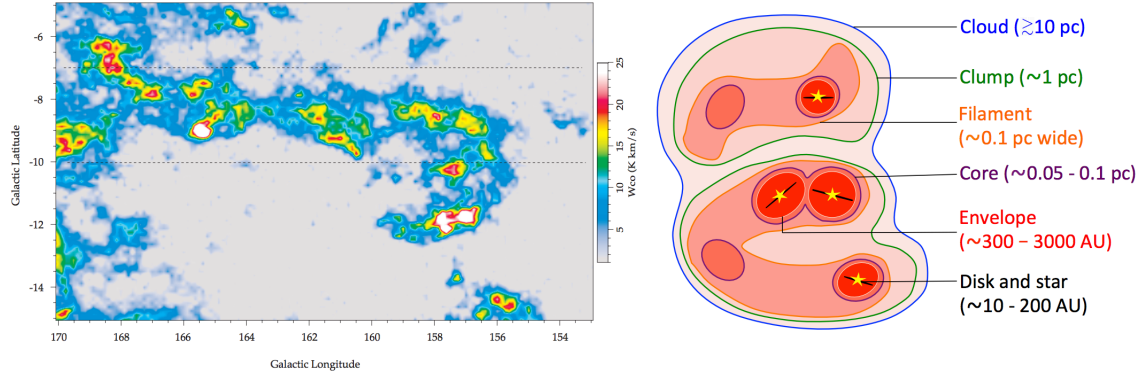 -6
-8
-10
-12
-14
Galactic Latitude
170
168
166
164
162
160
158
156
154
Galactic Longitude
25
20
15
10
5
Wco (K km/s)
Cloud (≳10 pc)
Clump (~1 pc)
Filament
(~0.1 pc wide)
Core (~0.05 - 0.1 pc)
Envelope
(~300 – 3000 AU)
Disk and star
(~10 - 200 AU)